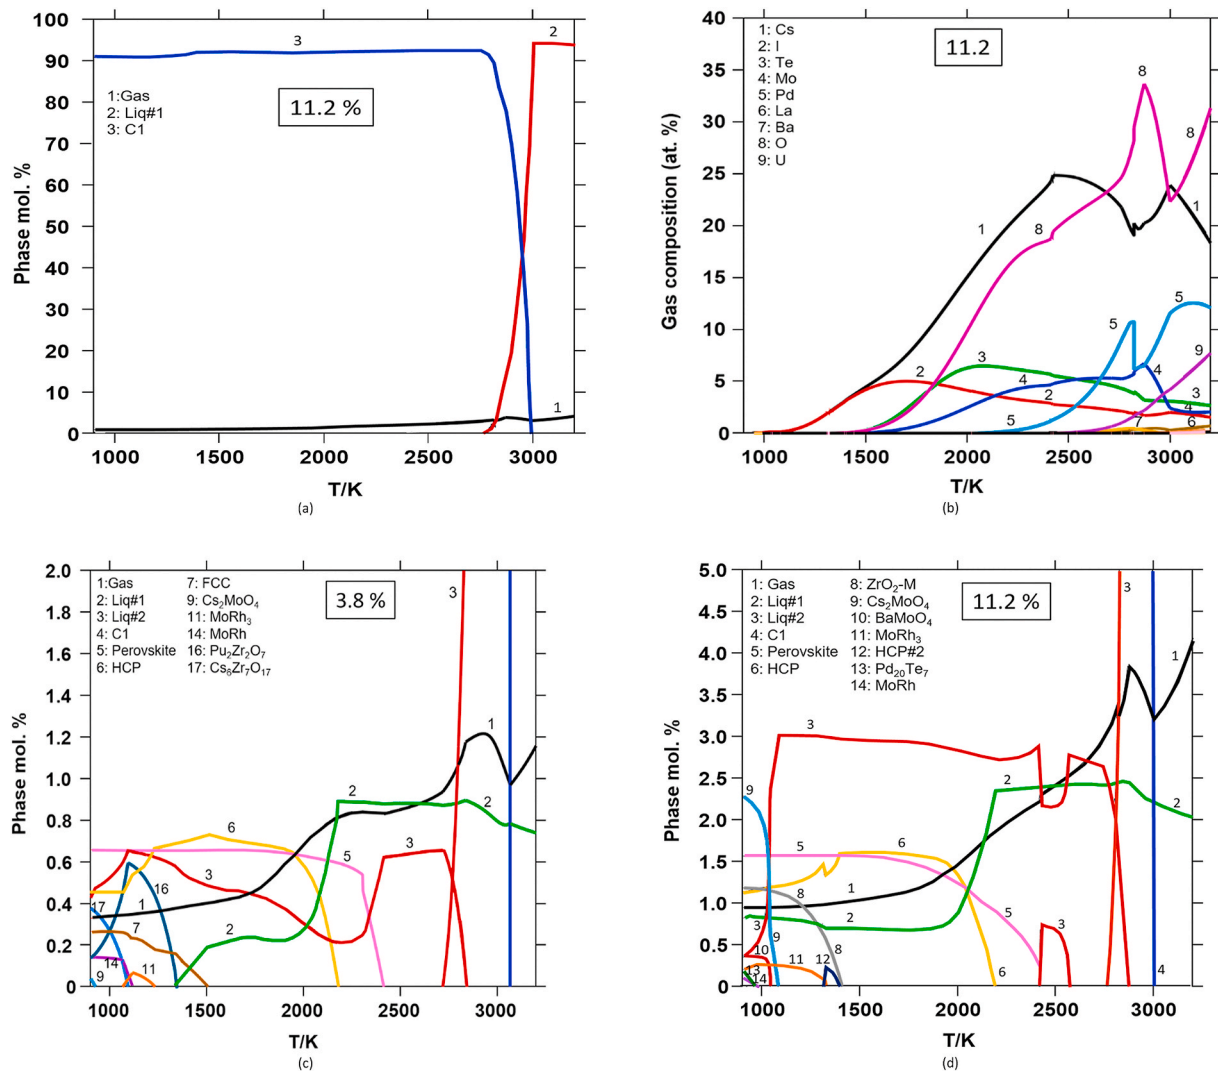 100
90
80
70
60
50
40
30
20
10
0
Phase mol. %
1:Gas
2: Liq#1
3: C1
11.2 %
3
2
1
1000
1500
2000
2500
3000
T/K
(a)
40
35
30
25
20
15
10
5
0
Gas composition (at. %)
1: Cs
2: I
3: Te
4: Mo
5: Pd
6: La
7: Ba
8: O
9: U
11.2
8
8
1
1
8
5
5
9
3
2
4
2
4
3
4
5
7
6
1000
1500
2000
2500
3000
T/K
(b)
2.0
1.8
1.6
1.4
1.2
1.0
0.8
0.6
0.4
0.2
0
Phase mol. %
1:Gas
2: Liq#1
3: Liq#2
4: C1
5: Perovskite
6: HCP
7: FCC
9: Cs₂MoO₄
11: MoRh₃
14: MoRh
16: Pu₂Zr₂O₇
17: Cs₆Zr₇O₁₇
3.8 %
3
1
2
2
6
5
3
3
16
17
1
7
2
14
11
9
1000
1500
2000
2500
3000
T/K
(c)
5.0
4.5
4.0
3.5
3.0
2.5
2.0
1.5
1.0
0.5
0
Phase mol. %
1: Gas
2: Liq#1
3: Liq#2
4: C1
5: Perovskite
6: HCP
8: ZrO₂-M
9: Cs₂MoO₄
10: BaMoO₄
11: MoRh₃
12: HCP#2
13: Pd₂₀Te₇
14: MoRh
11.2 %
3
1
3
2
2
9
5
6
1
8
5
3
2
3
9
8
10
11
12
13
14
6
4
1000
1500
2000
2500
3000
T/K
(d)